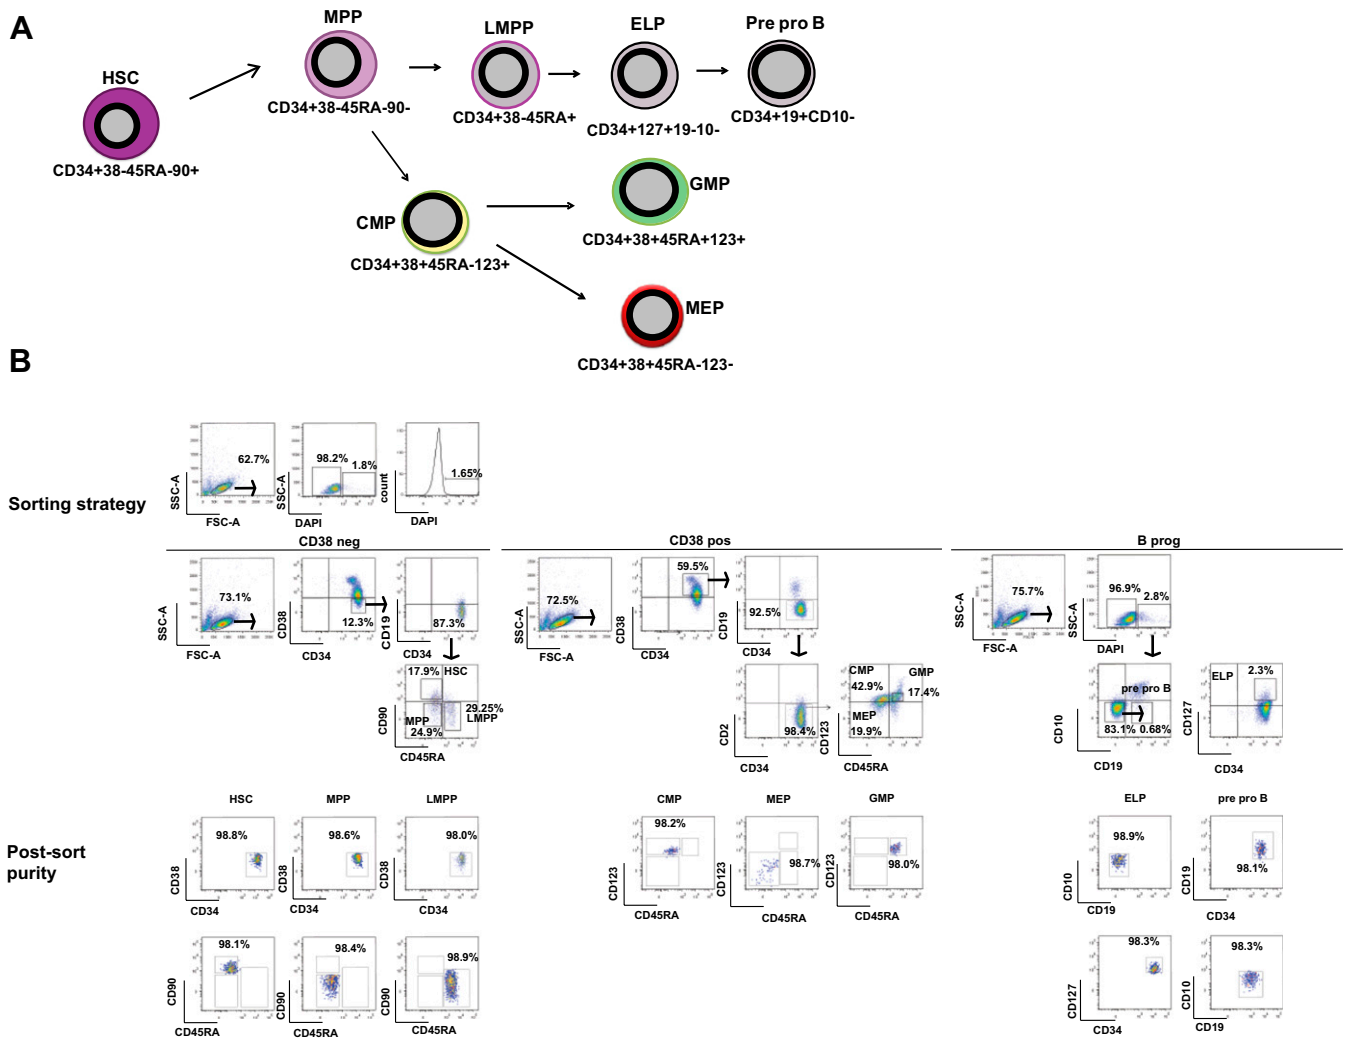 A
HSC
CD34+38-45RA-90+
MPP
CD34+38-45RA-90-
LMPP
CD34+38-45RA+
ELP
CD34+127+19-10-
Pre pro B
CD34+19+CD10-
CMP
CD34+38+45RA-123+
GMP
CD34+38+45RA+123+
MEP
CD34+38+45RA-123-
B
Sorting strategy
SSC-A
62.7%
FSC-A
SSC-A
98.2%
1.8%
DAPI
count
1.65%
DAPI
CD38 neg
SSC-A
73.1%
FSC-A
CD38
12.3%
CD34
CD19
87.3%
CD34
CD90
17.9%
HSC
MPP
24.9%
29.25%
LMPP
CD45RA
CD38 pos
SSC-A
72.5%
FSC-A
CD38
59.5%
CD34
CD19
92.5%
CD34
CD2
98.4%
CD34
CD123
CMP
42.9%
GMP
17.4%
MEP
19.9%
CD45RA
B prog
SSC-A
75.7%
FSC-A
SSC-A
96.9%
2.8%
DAPI
CD10
pre pro B
83.1%
0.68%
CD19
CD127
ELP
2.3%
CD34
Post-sort
purity
HSC
CD38
98.8%
CD34
MPP
CD38
98.6%
CD34
LMPP
CD38
98.0%
CD34
CMP
CD123
98.2%
CD45RA
MEP
CD123
98.7%
CD45RA
GMP
CD123
98.0%
CD45RA
ELP
CD10
98.9%
CD19
pre pro B
CD19
98.1%
CD34
CD90
98.1%
CD45RA
CD90
98.4%
CD45RA
CD90
98.9%
CD45RA
CD127
98.3%
CD34
CD10
98.3%
CD19